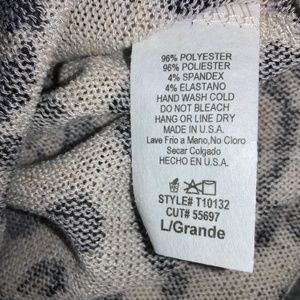 96% POLYESTER
96% POLIESTER
4% SPANDEX
4% ELASTANO
HAND WASH COLD
DO NOT BLEACH
HANG OR LINE DRY
MADE IN U.S.A.
Lave Frio a Mano, No Cloro
Secar Colgado
HECHO EN U.S.A.
STYLE# T10132
CUT# 55697
L/Grande